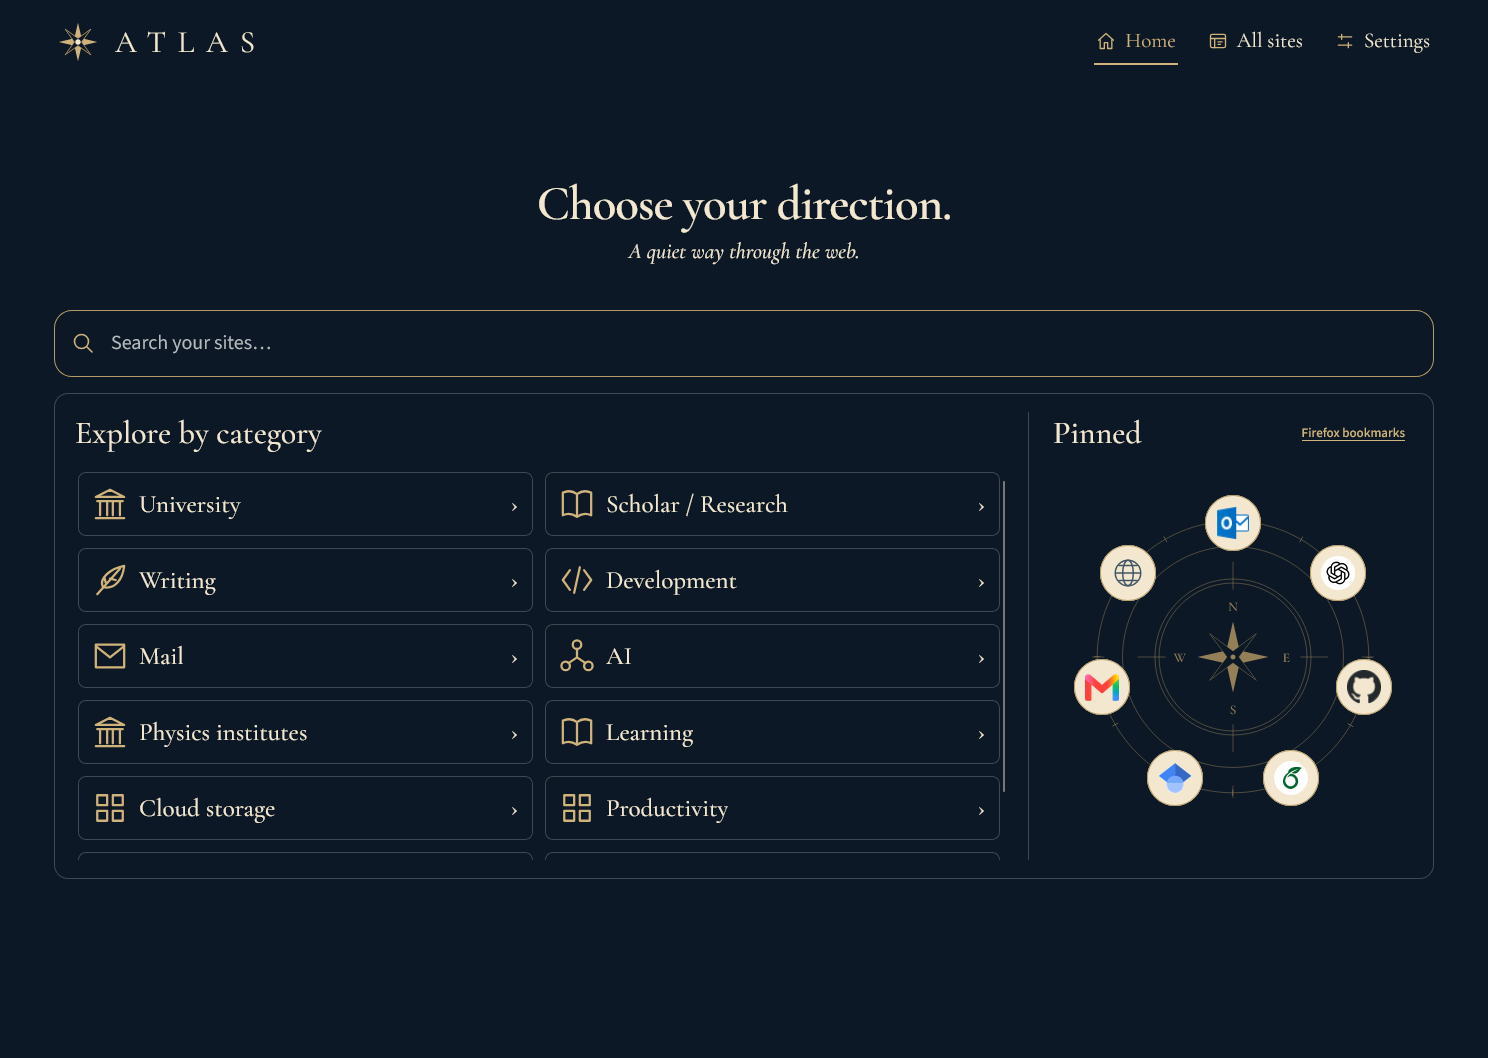 ATLAS
Home
All sites
Settings
Choose your direction.
A quiet way through the web.
Search your sites...
Explore by category
University
Scholar / Research
Writing
Development
Mail
AI
Physics institutes
Learning
Cloud storage
Productivity
Pinned
Firefox bookmarks
N
W
E
S